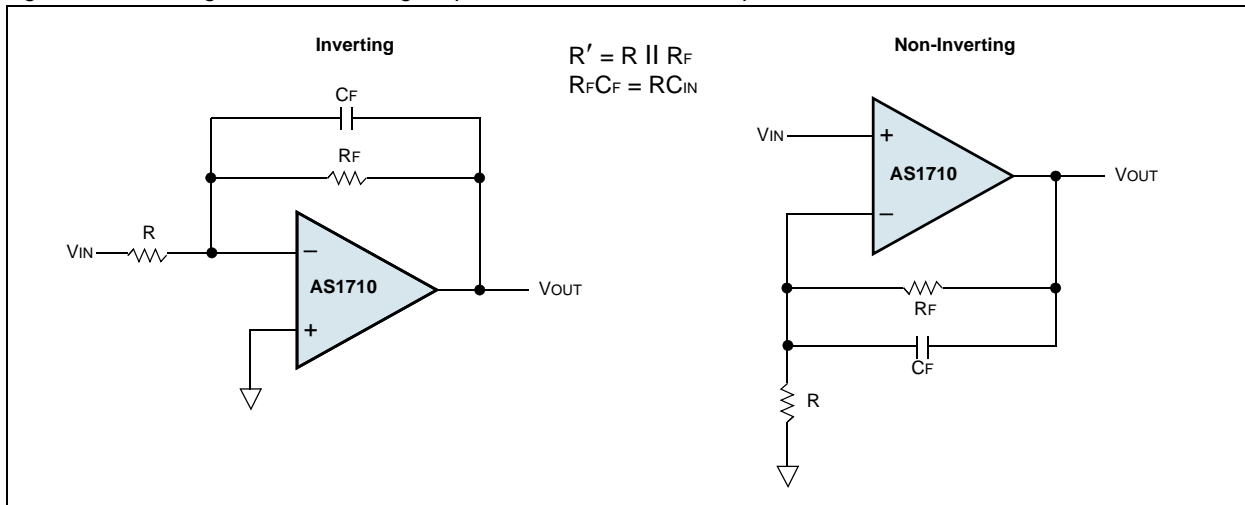 Inverting
R′ = R II RF
RFCF = RCIN
Non-Inverting
CF
RF
R
VIN
−
+
AS1710
VOUT
VIN
+
−
AS1710
VOUT
RF
CF
R